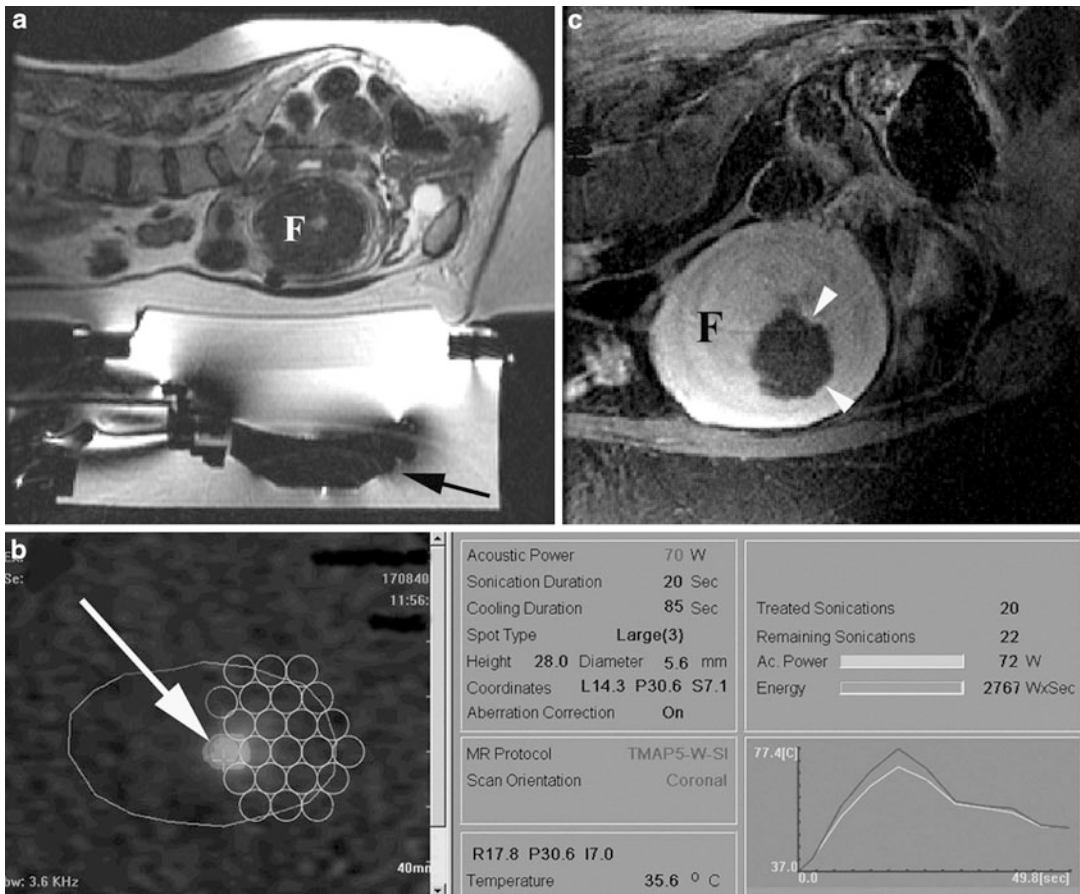 a
F
c
F
b
Se:
170840
11:56:
40mm
bw: 3.6 KHz
Acoustic Power 70 W
Sonication Duration 20 Sec
Cooling Duration 85 Sec
Spot Type Large(3)
Height 28.0 Diameter 5.6 mm
Coordinates L14.3 P30.6 S7.1
Aberration Correction On
MR Protocol TMAP5-W-SI
Scan Orientation Coronal
R17.8 P30.6 I7.0
Temperature 35.6 ° C
Treated Sonications 20
Remaining Sonications 22
Ac. Power 72 W
Energy 2767 WxSec
77.4[C]
37.0
0.0 49.8[sec]